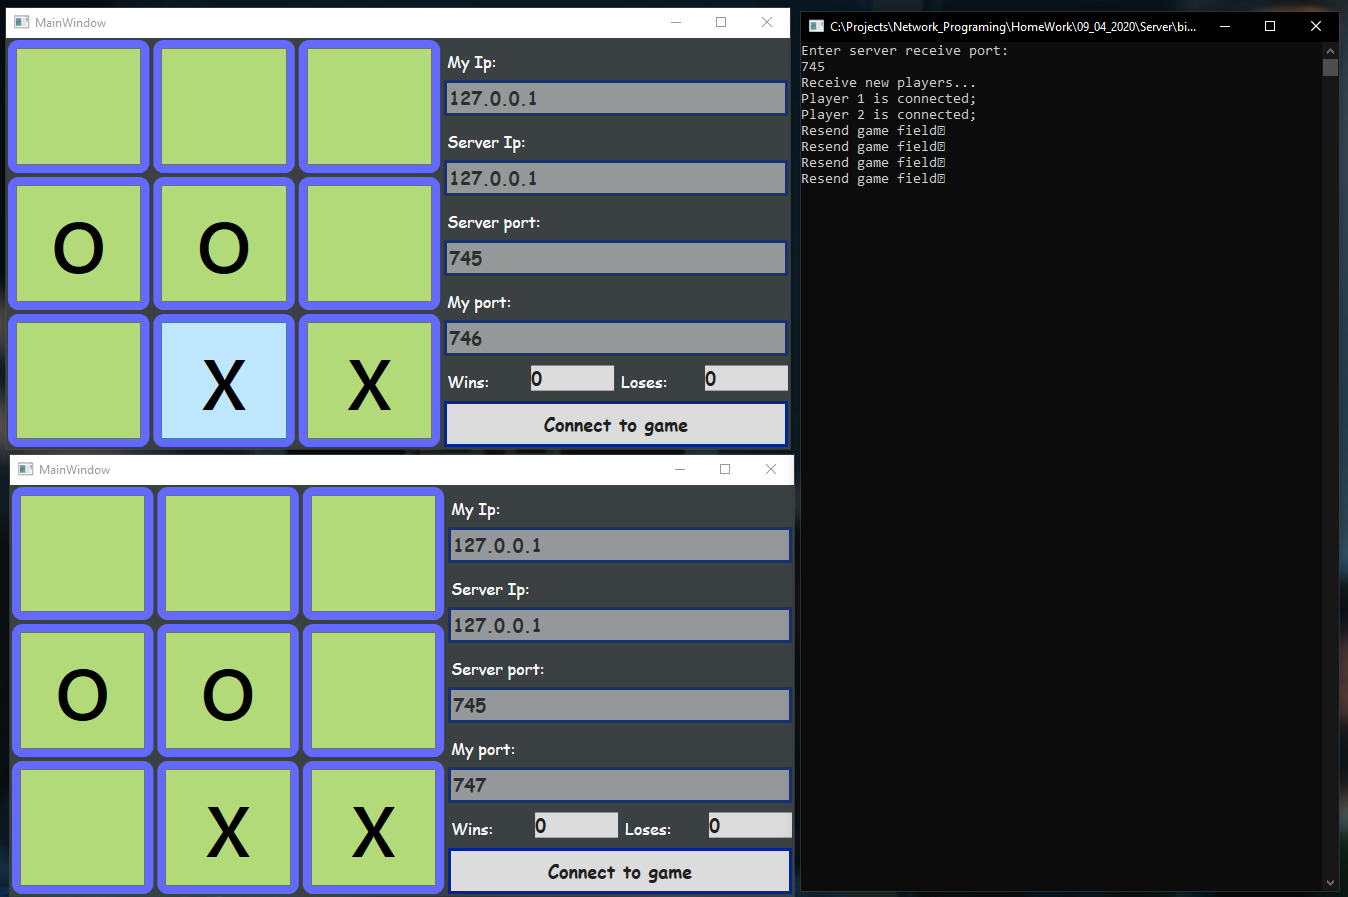 MainWindow
My Ip:
127.0.0.1
Server Ip:
127.0.0.1
Server port:
745
My port:
746
Wins: 0 Loses: 0
Connect to game
O O
X X
MainWindow
My Ip:
127.0.0.1
Server Ip:
127.0.0.1
Server port:
745
My port:
747
Wins: 0 Loses: 0
Connect to game
O O
X X
C:\Projects\Network_Programing\HomeWork\09_04_2020\Server\bi...
Enter server receive port:
745
Receive new players...
Player 1 is connected;
Player 2 is connected;
Resend game field
Resend game field
Resend game field
Resend game field